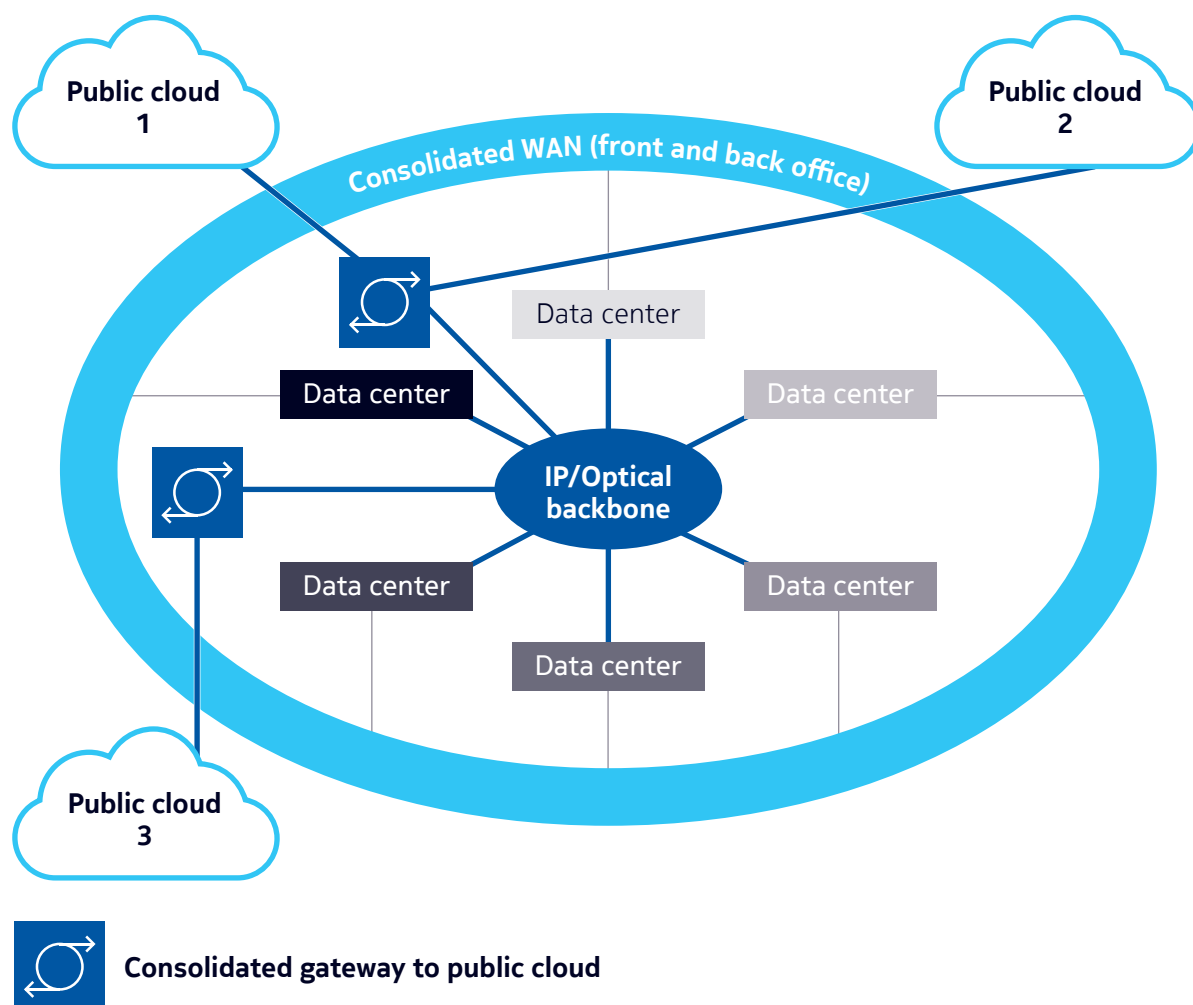 Public cloud
1
Public cloud
2
Consolidated WAN (front and back office)
Data center
Data center
Data center
IP/Optical
backbone
Data center
Data center
Data center
Public cloud
3
Consolidated gateway to public cloud